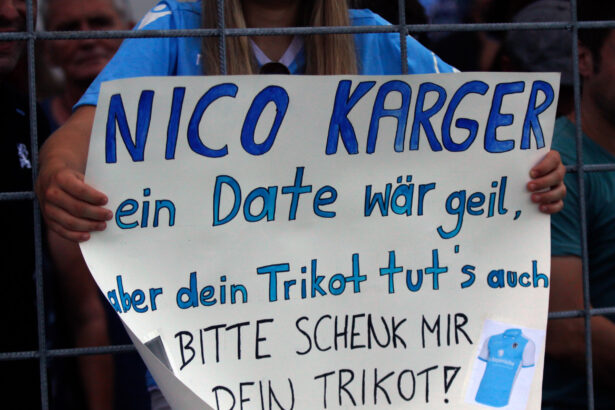 NICO KARGER
ein Date wär geil,
aber dein Trikot tut's auch
BITTE SCHENK MIR
DEIN TRIKOT!